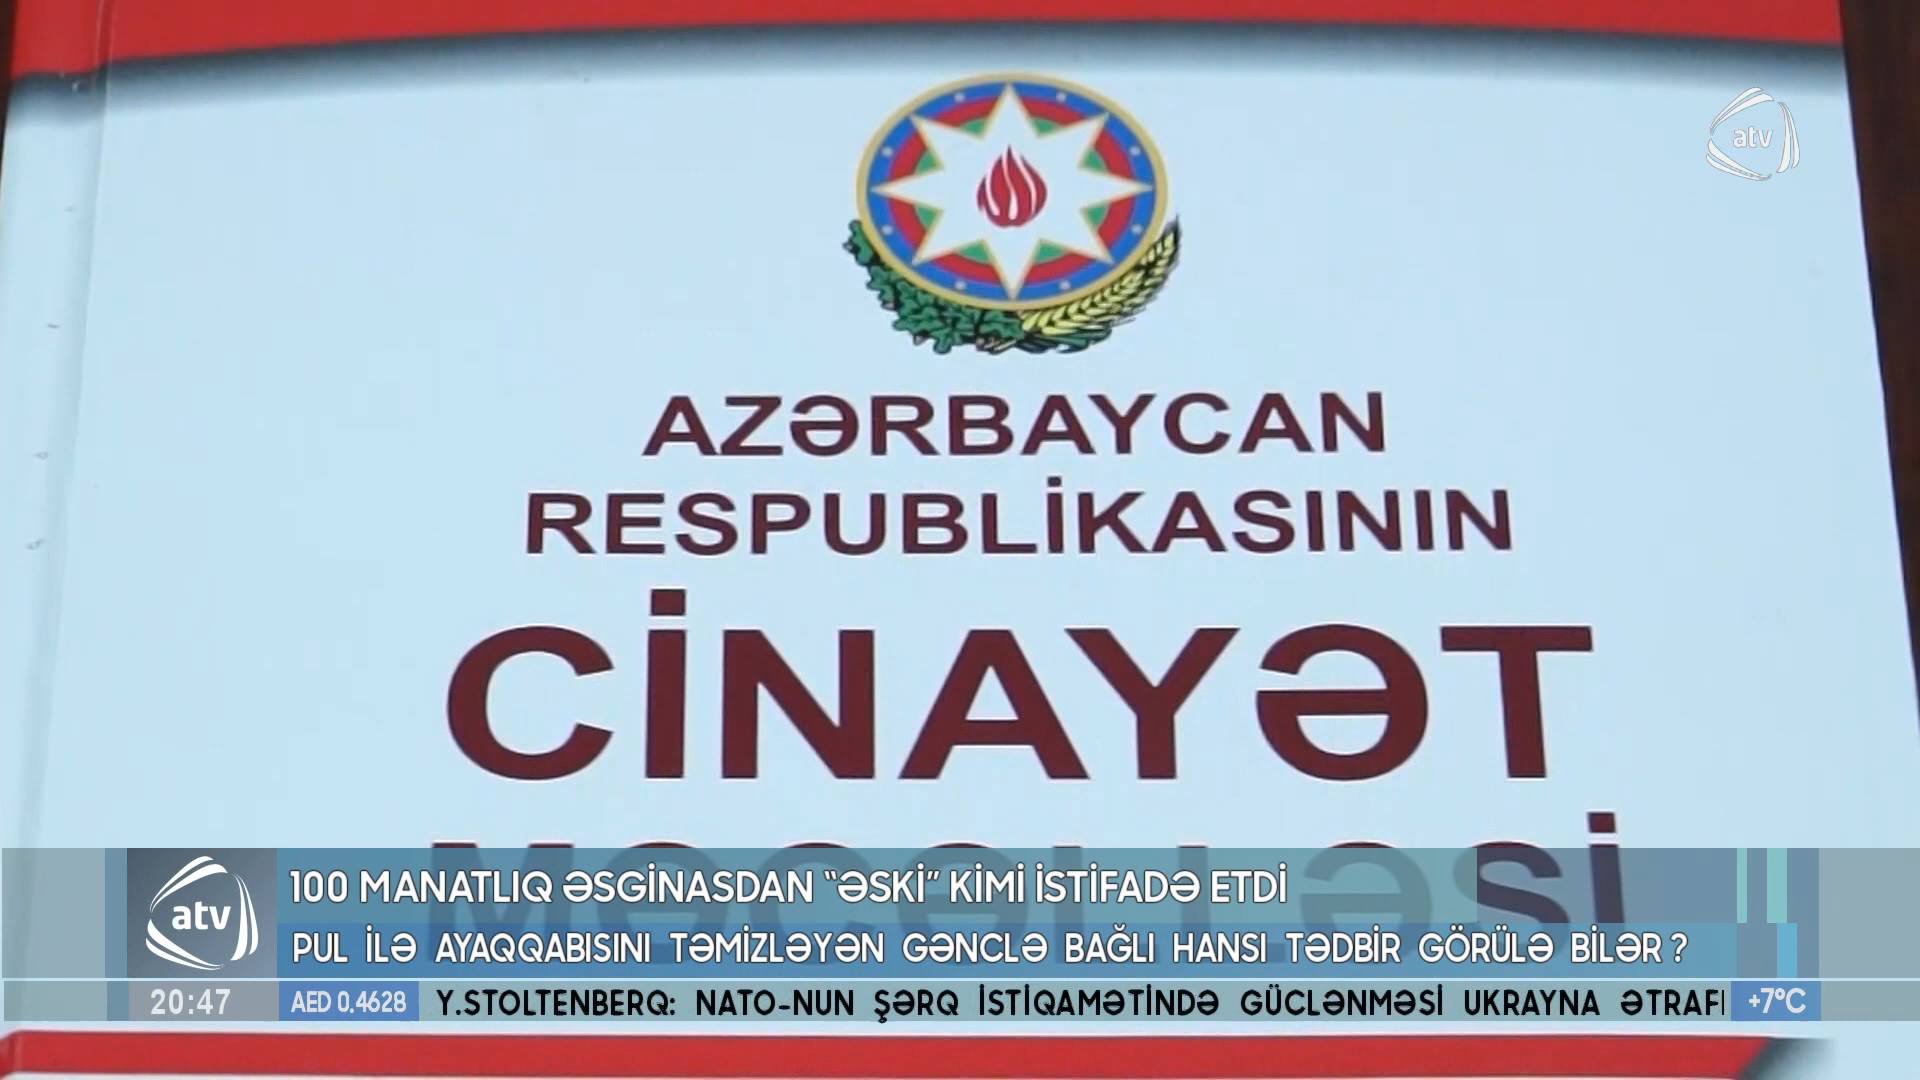 atv
AZƏRBAYCAN
RESPUBLİKASININ
CİNAYƏT
MƏCƏLLƏSİ
atv
100 MANATLIQ ƏSGİNASDAN “ƏSKİ” KİMİ İSTİFADƏ ETDİ
PUL İLƏ AYAQQABISINI TƏMİZLƏYƏN GƏNCLƏ BAĞLI HANSI TƏDBİR GÖRÜLƏ BİLƏR ?
20:47 AED 0.4628 Y.STOLTENBERQ: NATO-NUN ŞƏRQ İSTİQAMƏTİNDƏ GÜCLƏNMƏSİ UKRAYNA ƏTRAFI +7°C